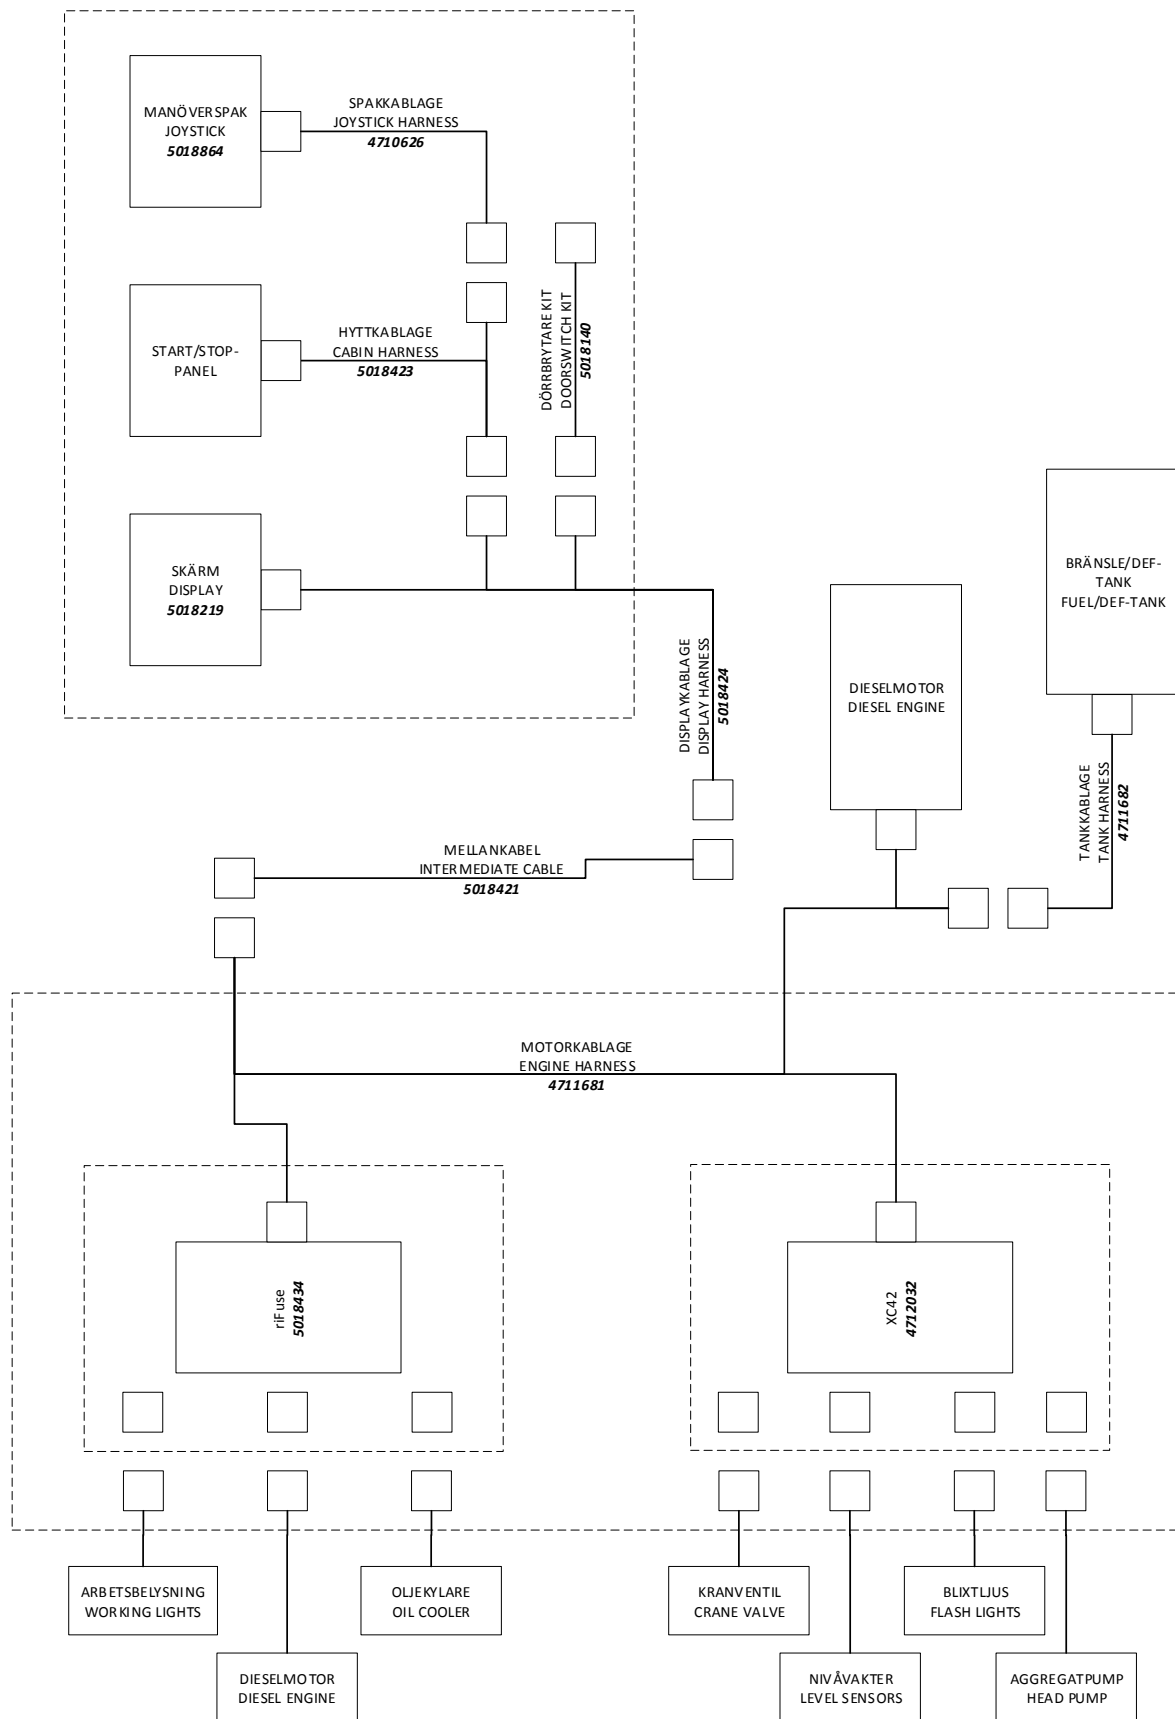 MANÖVERSPAK
JOYSTICK
5018864
SPAKKABLAGE
JOYSTICK HARNESS
4710626
START/STOP-
PANEL
HYTTKABLAGE
CABIN HARNESS
5018423
DÖRRBRYTARE KIT
DOORSWITCH KIT
5018140
SKÄRM
DISPLAY
5018219
DISPLAYKABLAGE
DISPLAY HARNESS
5018424
DIESELMOTOR
DIESEL ENGINE
BRÄNSLE/DEF-
TANK
FUEL/DEF-TANK
TANKKABLAGE
TANK HARNESS
4711682
MELLANKABEL
INTERMEDIATE CABLE
5018421
MOTORKABLAGE
ENGINE HARNESS
4711681
riFuse
5018434
XC42
4712032
ARBETSBELYSNING
WORKING LIGHTS
DIESELMOTOR
DIESEL ENGINE
OLJEKYLARE
OIL COOLER
KRANVENTIL
CRANE VALVE
NIVÅVAKTER
LEVEL SENSORS
BLIXTLJUS
FLASH LIGHTS
AGGREGATPUMP
HEAD PUMP